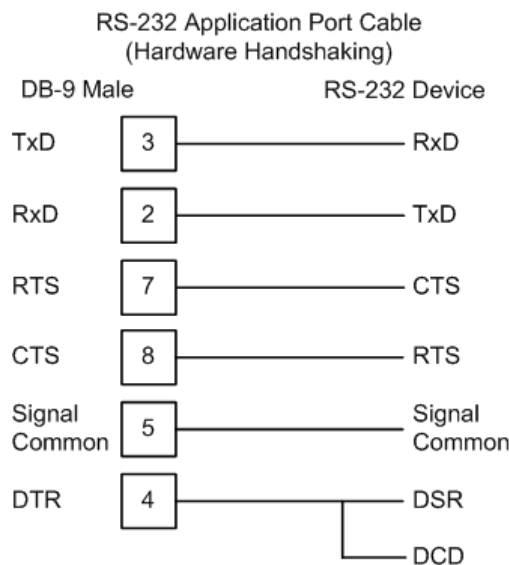 RS-232 Application Port Cable
(Hardware Handshaking)
DB-9 Male RS-232 Device
TxD 3 RxD
RxD 2 TxD
RTS 7 CTS
CTS 8 RTS
Signal
Common 5 Signal
Common
DTR 4 DSR
DCD